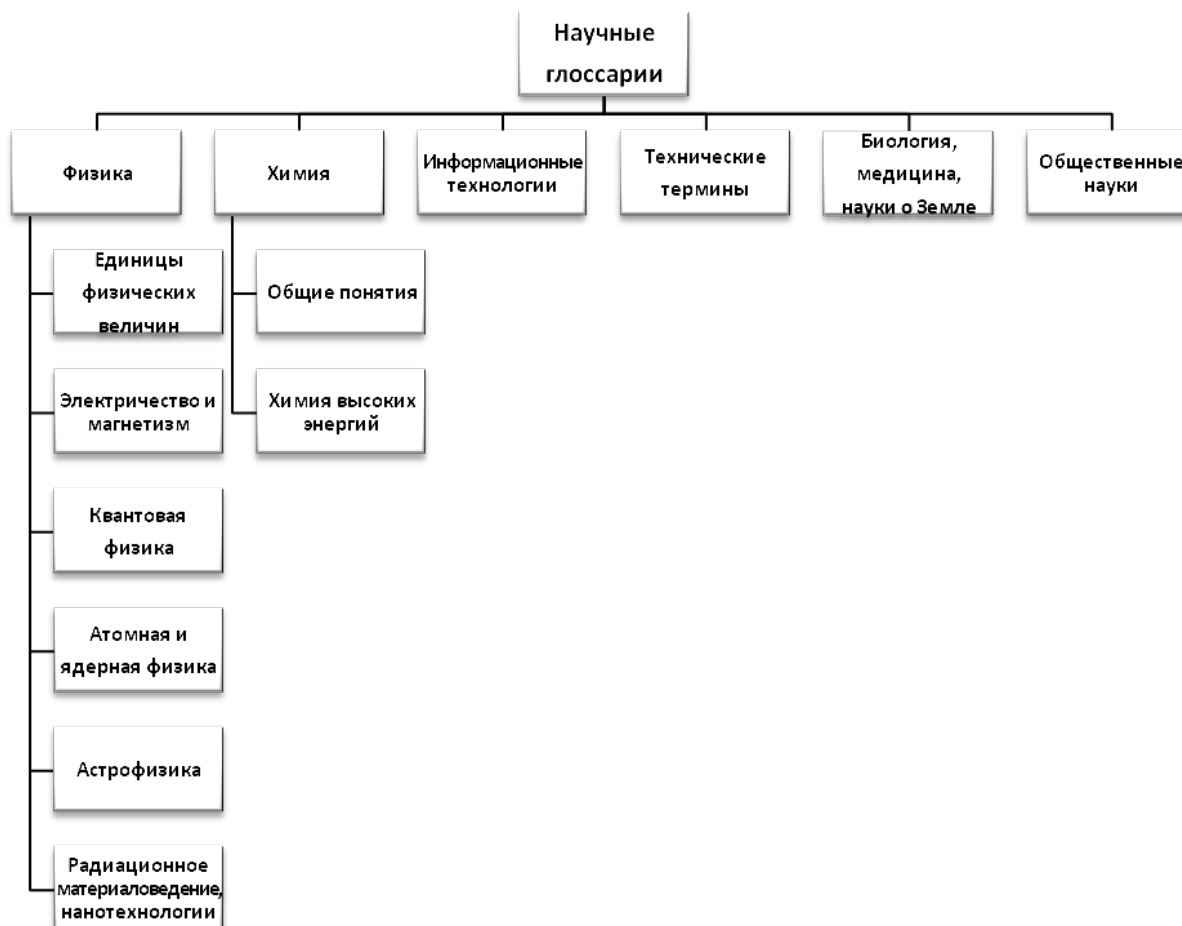 Научные
глоссарии
Физика
Химия
Информационные
технологии
Технические
термины
Биология,
медицина,
науки о Земле
Общественные
науки
Единицы
физических
величин
Электричество и
магнетизм
Квантовая
физика
Атомная и
ядерная физика
Астрофизика
Радиационное
материаловедение,
нанотехнологии
Общие понятия
Химия высоких
энергий